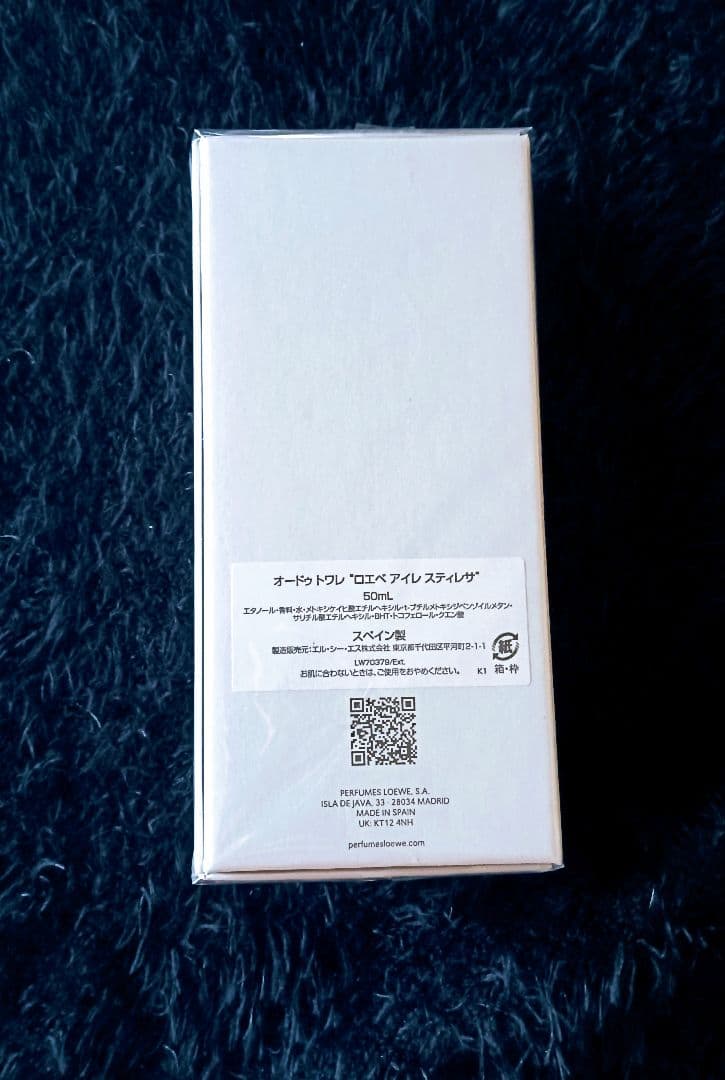 オードゥ トワレ "ロエベ アイレ スティレサ"
50mL
エタノール・香料・水・メトキシケイヒ酸エチルヘキシル・t-ブチルメトキシジベンゾイルメタン・
サリチル酸エチルヘキシル・BHT・トコフェロール・クエン酸
スペイン製
製造販売元:エル・シー・エス株式会社 東京都千代田区平河町2-1-1
紙
LW70379/Ext.
お肌に合わないときは、ご使用をおやめください。 K1 箱・枠
PERFUMES LOEWE, S.A.
ISLA DE JAVA, 33 - 28034 MADRID
MADE IN SPAIN
UK: KT12 4NH
perfumesloewe.com